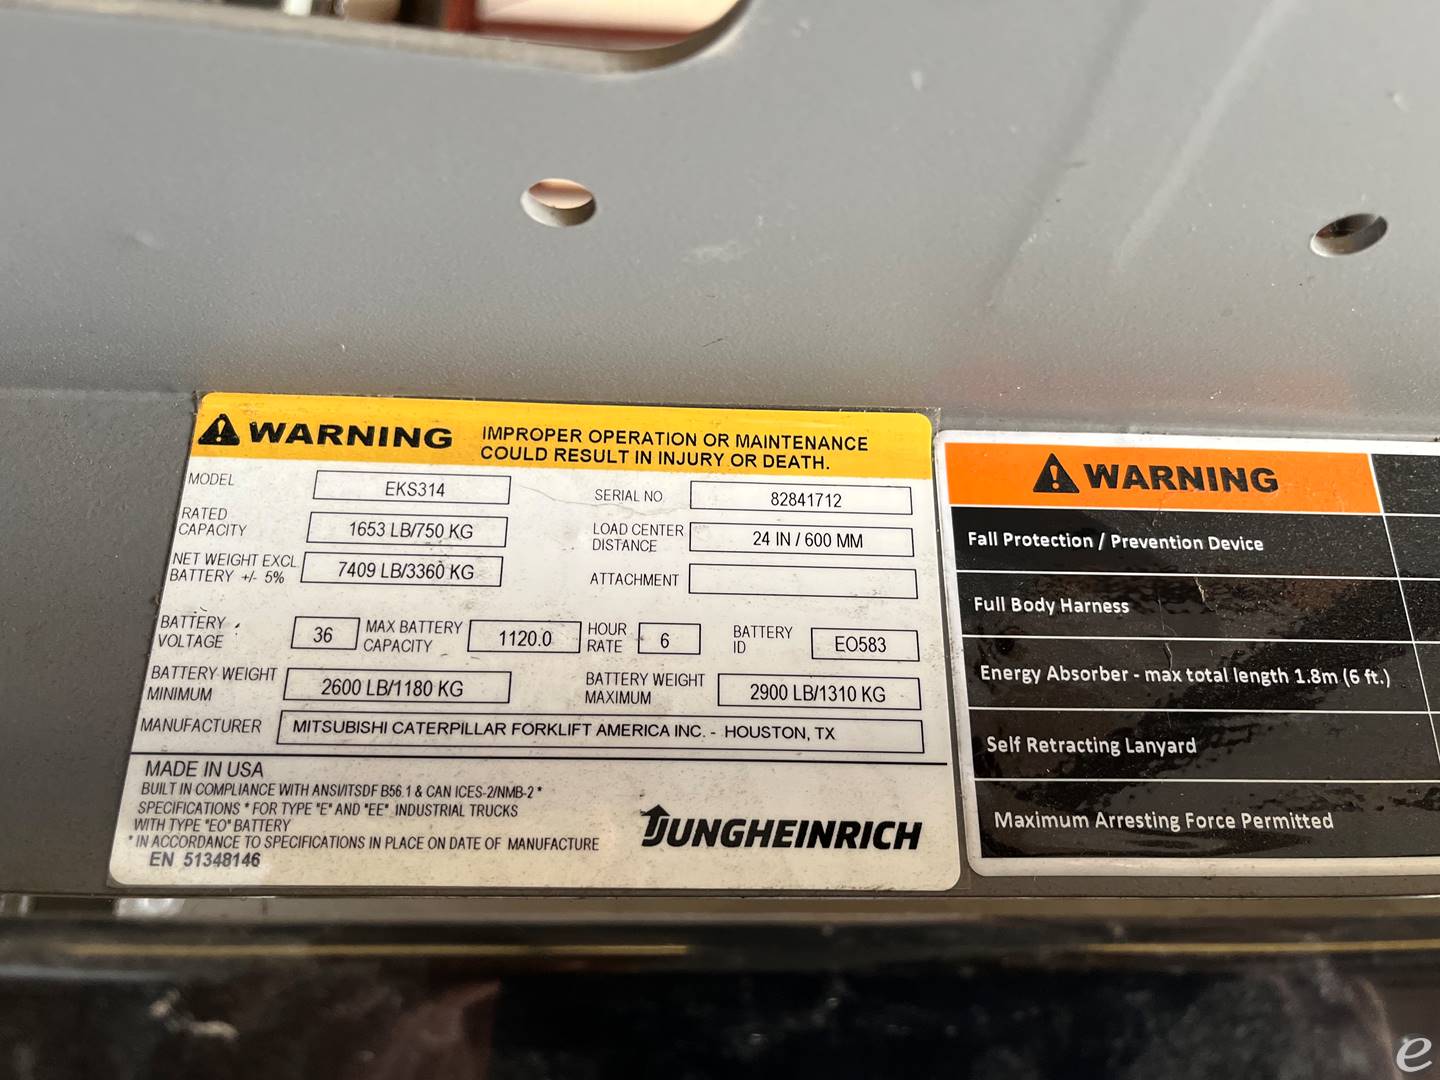 WARNING IMPROPER OPERATION OR MAINTENANCE
COULD RESULT IN INJURY OR DEATH.
MODEL EKS314
SERIAL NO. 82841712
RATED
CAPACITY 1653 LB/750 KG
LOAD CENTER
DISTANCE 24 IN / 600 MM
NET WEIGHT EXCL
BATTERY +/- 5% 7409 LB/3360 KG
ATTACHMENT
BATTERY
VOLTAGE 36
MAX BATTERY
CAPACITY 1120.0
HOUR
RATE 6
BATTERY
ID EO583
BATTERY WEIGHT
MINIMUM 2600 LB/1180 KG
BATTERY WEIGHT
MAXIMUM 2900 LB/1310 KG
MANUFACTURER MITSUBISHI CATERPILLAR FORKLIFT AMERICA INC. - HOUSTON, TX
MADE IN USA
BUILT IN COMPLIANCE WITH ANSI/ITSDF B56.1 & CAN ICES-2/NMB-2 *
SPECIFICATIONS * FOR TYPE "E" AND "EE" INDUSTRIAL TRUCKS
WITH TYPE "EO" BATTERY
* IN ACCORDANCE TO SPECIFICATIONS IN PLACE ON DATE OF MANUFACTURE
EN 51348146
JUNGHEINRICH
WARNING
Fall Protection / Prevention Device
Full Body Harness
Energy Absorber - max total length 1.8m (6 ft.)
Self Retracting Lanyard
Maximum Arresting Force Permitted
e